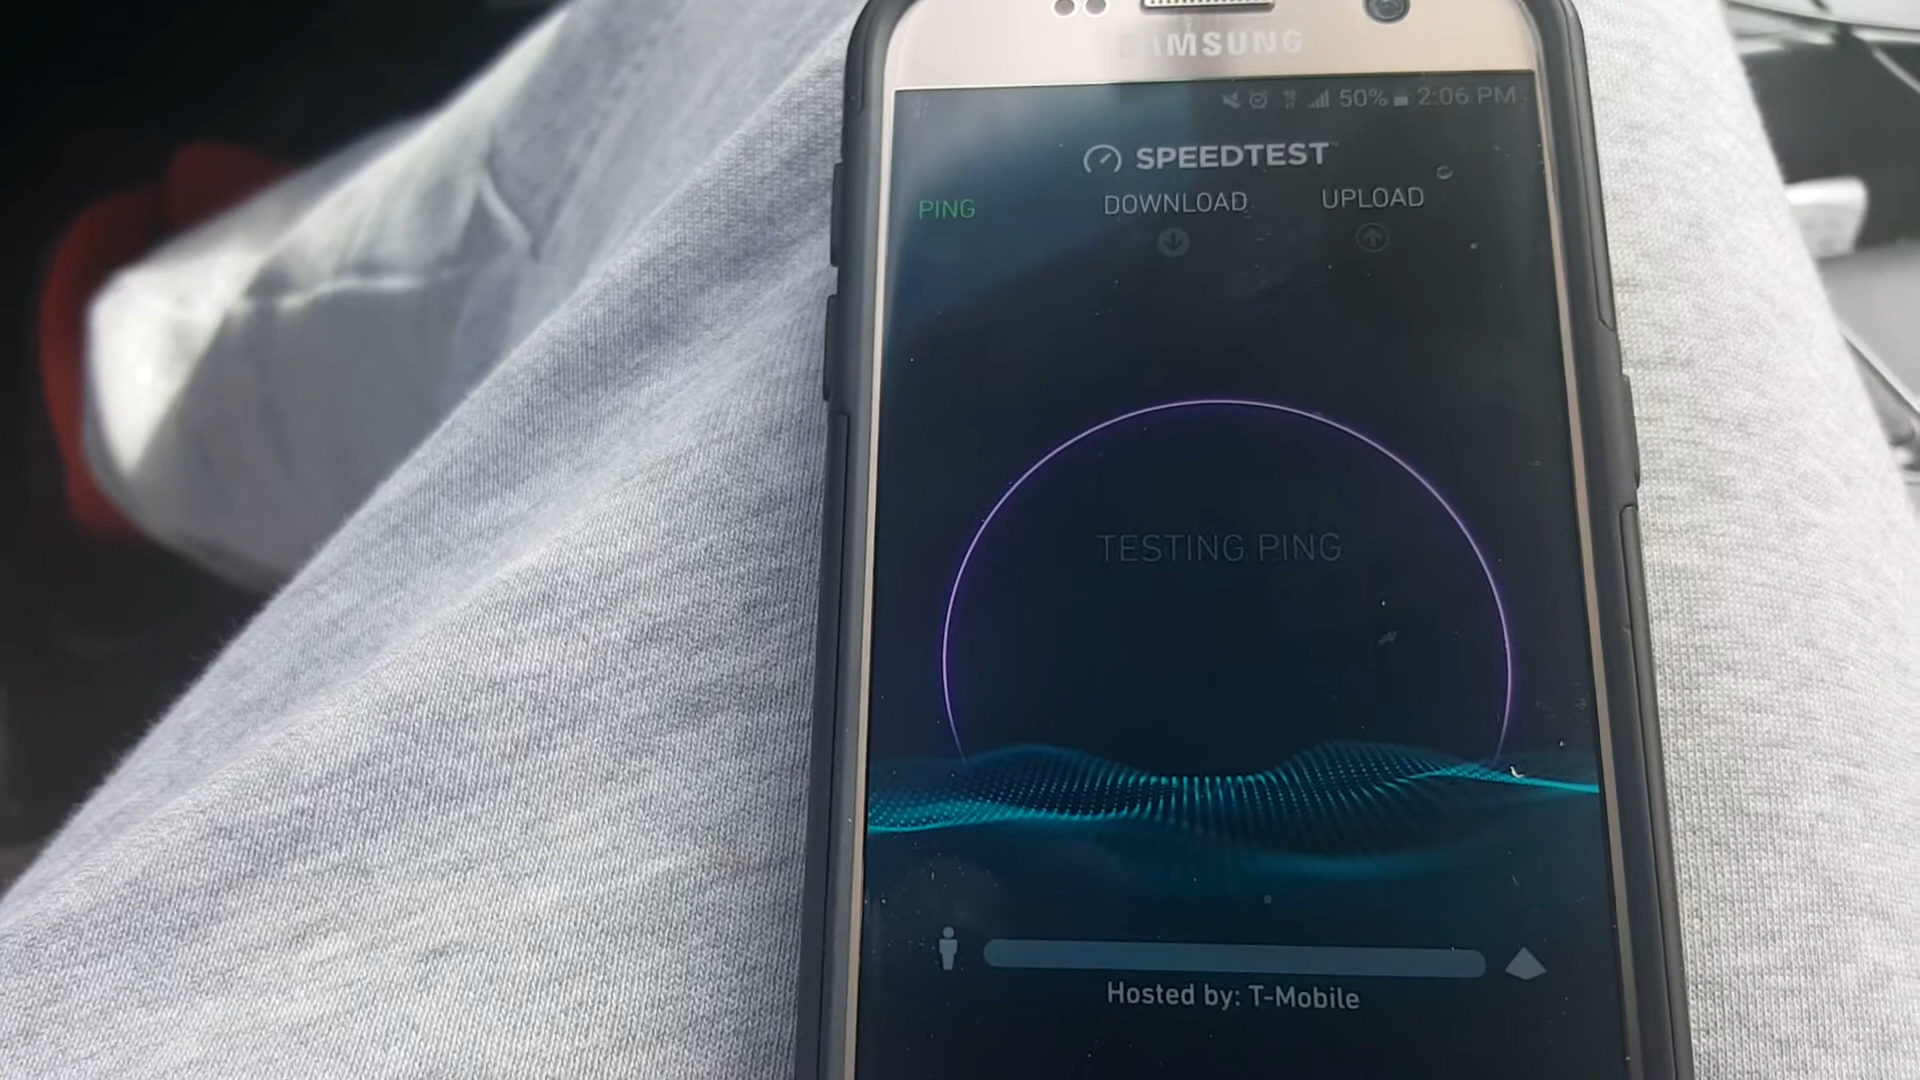 SAMSUNG
50% 2:06 PM
SPEEDTEST
PING DOWNLOAD UPLOAD
TESTING PING
Hosted by: T-Mobile